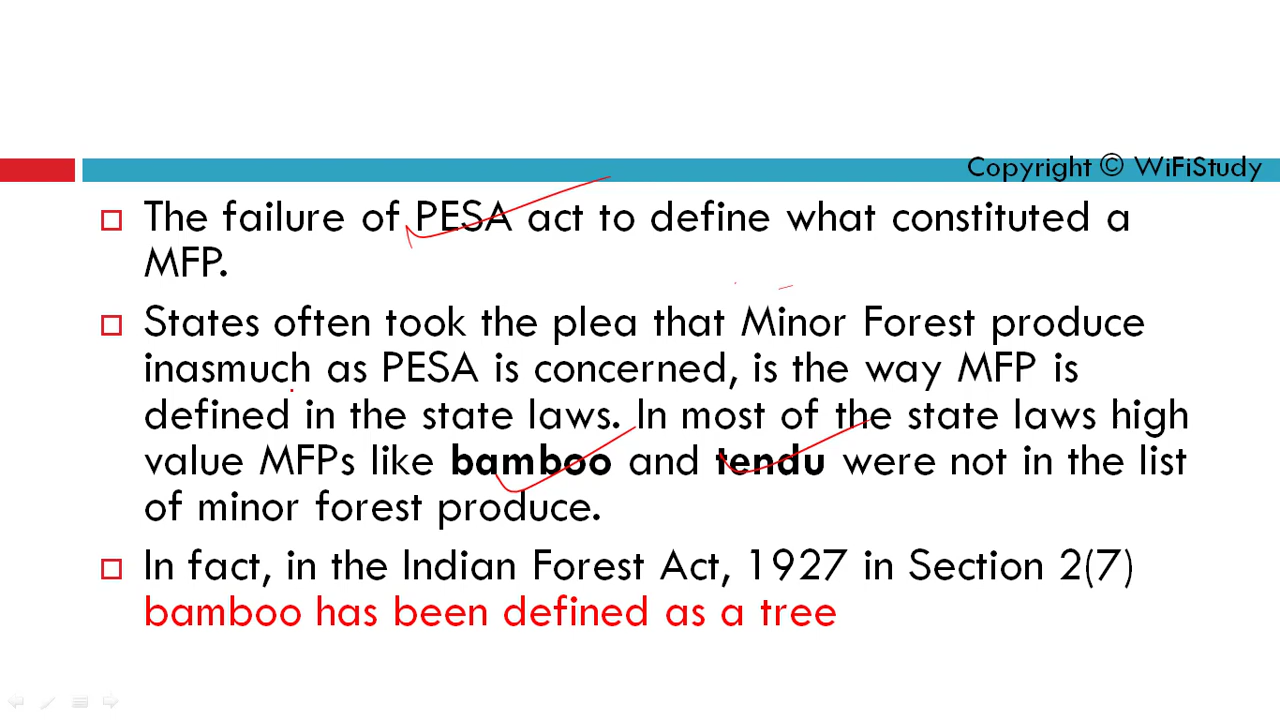 Copyright © WiFiStudy
The failure of PESA act to define what constituted a
MFP.
States often took the plea that Minor Forest produce
inasmuch as PESA is concerned, is the way MFP is
defined in the state laws. In most of the state laws high
value MFPs like bamboo and tendu were not in the list
of minor forest produce.
In fact, in the Indian Forest Act, 1927 in Section 2(7)
bamboo has been defined as a tree